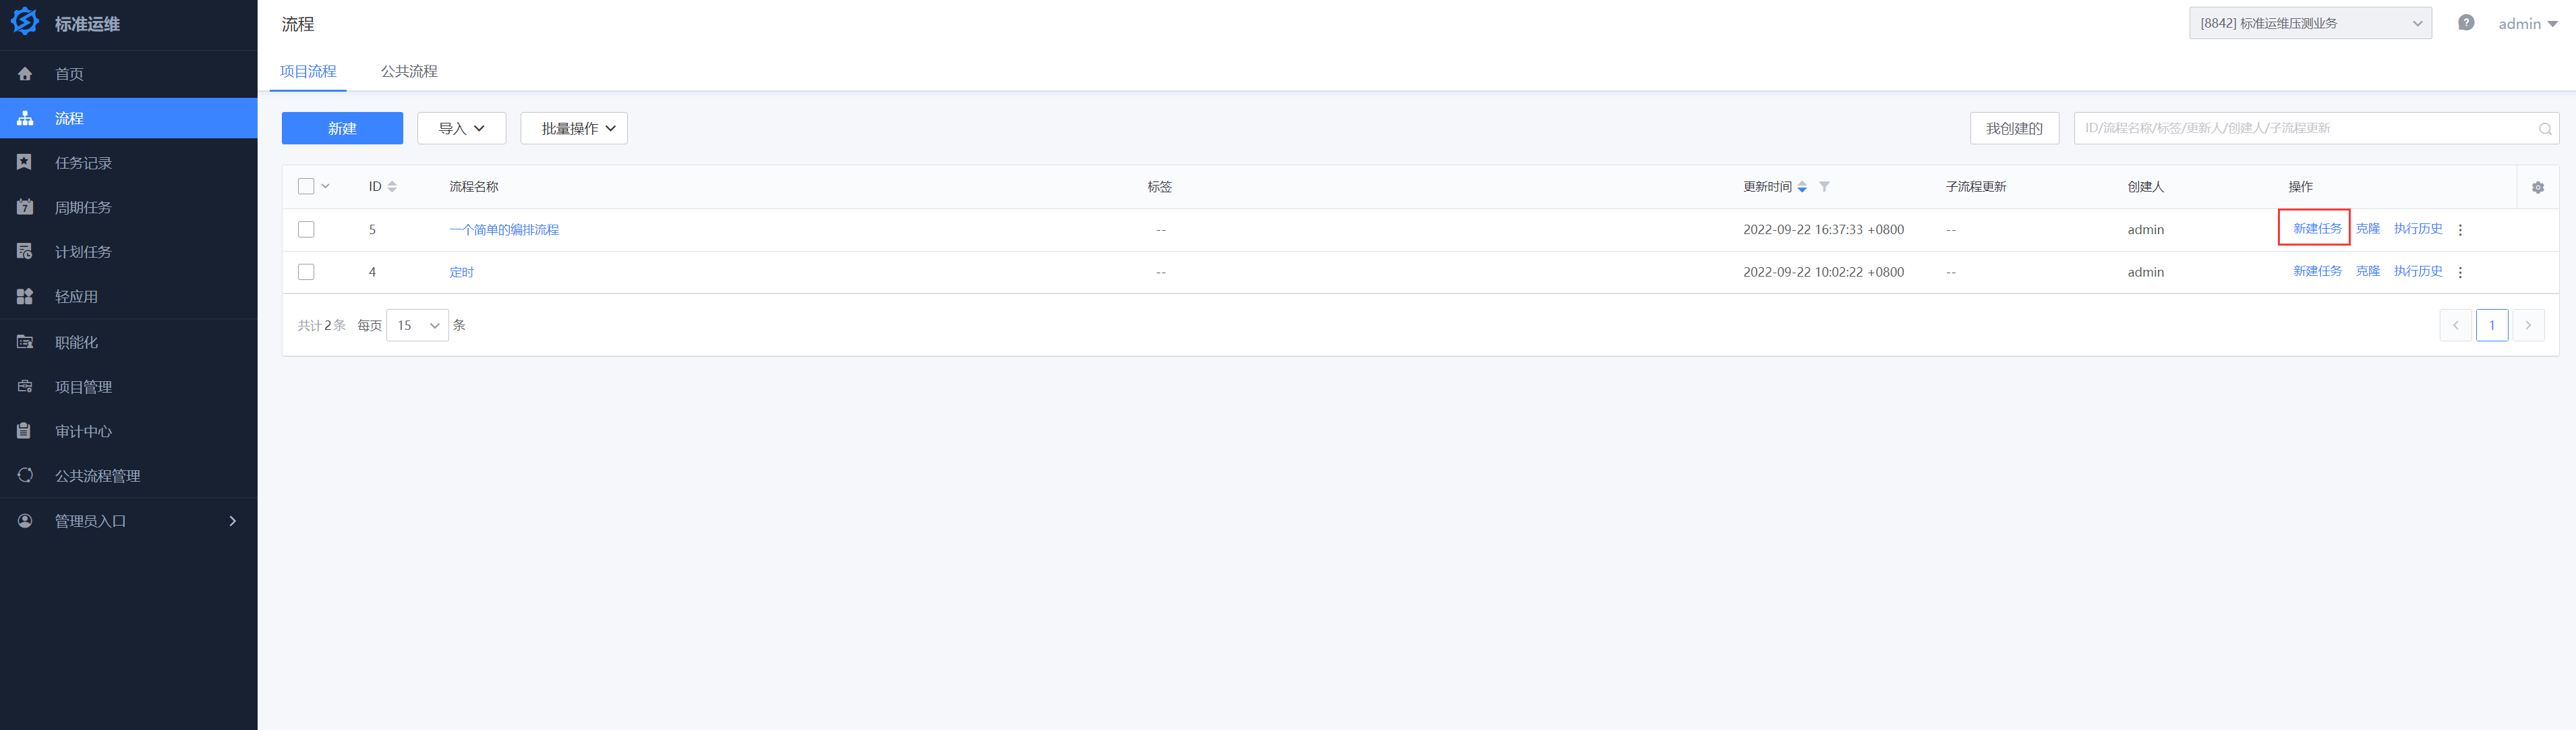 标准运维
首页
流程
任务记录
周期任务
计划任务
轻应用
职能化
项目管理
审计中心
公共流程管理
管理员入口
流程
[8842] 标准运维压测业务
admin
项目流程 公共流程
新建 导入 批量操作 我创建的 ID/流程名称/标签/更新人/创建人/子流程更新
ID 流程名称 标签 更新时间 子流程更新 创建人 操作
5 一个简单的编排流程 -- 2022-09-22 16:37:33 +0800 -- admin 新建任务 克隆 执行历史
4 定时 -- 2022-09-22 10:02:22 +0800 -- admin 新建任务 克隆 执行历史
共计2条 每页 15 条 1